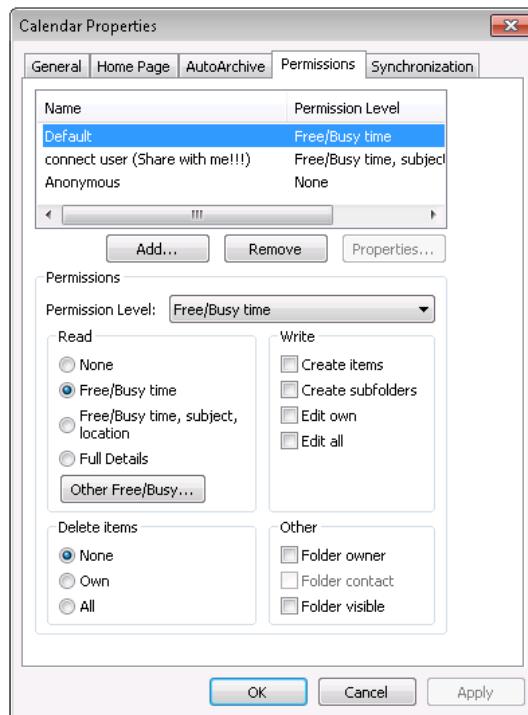 Calendar Properties
General Home Page AutoArchive Permissions Synchronization
Name Permission Level
Default Free/Busy time
connect user (Share with me!!!) Free/Busy time, subject
Anonymous None
Add... Remove Properties...
Permissions
Permission Level: Free/Busy time
Read Write
None Create items
Free/Busy time Create subfolders
Free/Busy time, subject, Edit own
location Edit all
Full Details
Other Free/Busy...
Delete items Other
None Folder owner
Own Folder contact
All Folder visible
OK Cancel Apply